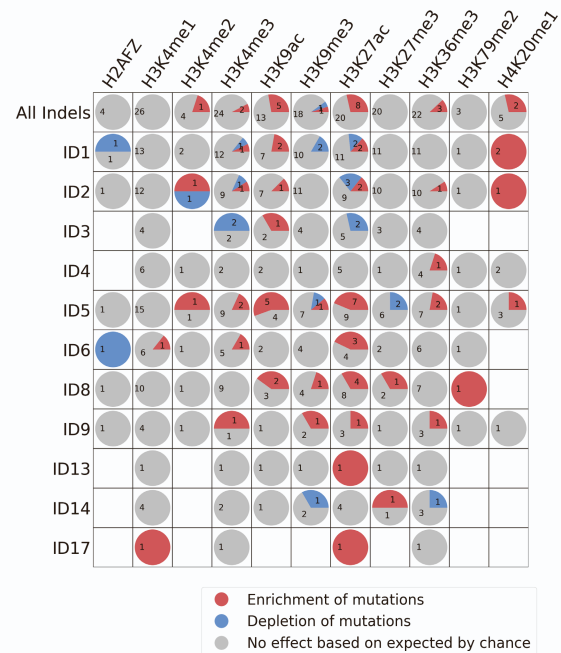 H2AFZ H3K4me1 H3K4me2 H3K4me3 H3K9ac H3K9me3 H3K27ac H3K27me3 H3K36me3 H3K79me2 H4K20me1
All Indels 4 26 1 4 2 24 5 13 1 1 18 8 20 20 3 22 3 2 5
ID1 1 1 13 2 1 1 12 2 7 2 10 2 2 11 11 11 1 2
ID2 1 12 1 1 1 1 9 1 7 11 3 2 9 10 1 10 1 1
ID3 4 2 2 1 2 4 2 5 3 4
ID4 6 1 2 2 1 5 1 1 4 1 2
ID5 1 15 1 1 2 9 5 4 1 1 7 7 9 2 6 2 7 1 1 3
ID6 1 1 6 1 1 5 2 4 3 4 2 6 1
ID8 1 10 1 9 2 3 1 4 4 8 1 2 7 1
ID9 1 4 1 1 1 1 1 2 1 3 1 1 3 1 1
ID13 1 1 1 1 1 1 1
ID14 4 2 1 1 2 4 1 1 1 3
ID17 1 1 1 1
Enrichment of mutations
Depletion of mutations
No effect based on expected by chance